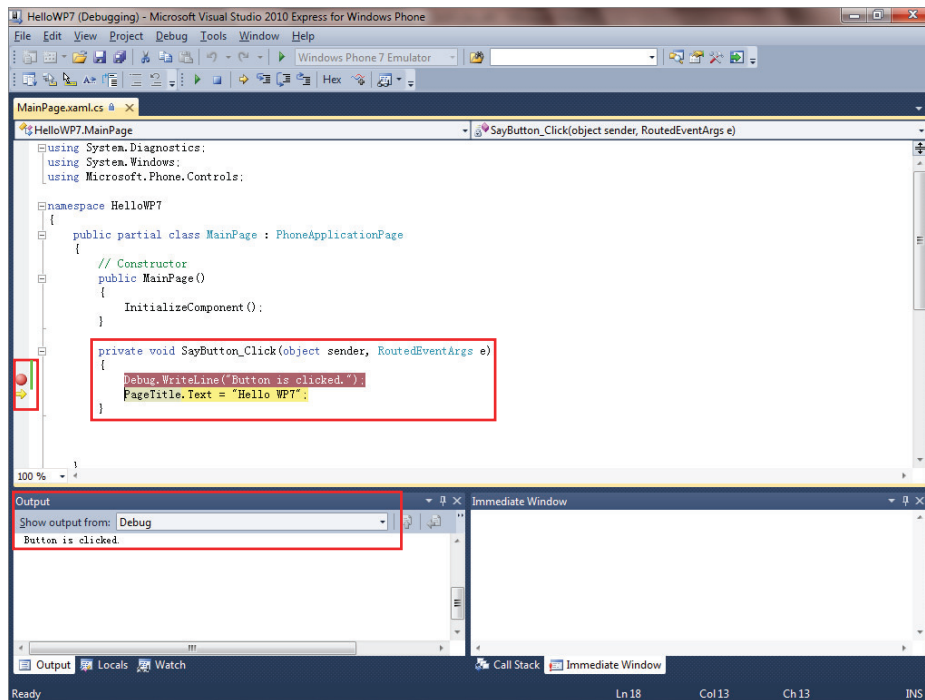 HelloWP7 (Debugging) - Microsoft Visual Studio 2010 Express for Windows Phone
File Edit View Project Debug Tools Window Help
Windows Phone 7 Emulator
Hex
MainPage.xaml.cs
HelloWP7.MainPage SayButton_Click(object sender, RoutedEventArgs e)
using System.Diagnostics;
using System.Windows;
using Microsoft.Phone.Controls;
namespace HelloWP7
{
public partial class MainPage : PhoneApplicationPage
{
// Constructor
public MainPage()
{
InitializeComponent();
}
private void SayButton_Click(object sender, RoutedEventArgs e)
{
Debug.WriteLine("Button is clicked.");
PageTitle.Text = "Hello WP7";
}
}
100 %
Output Immediate Window
Show output from: Debug
Button is clicked.
Output Locals Watch Call Stack Immediate Window
Ready Ln 18 Col 13 Ch 13 INS